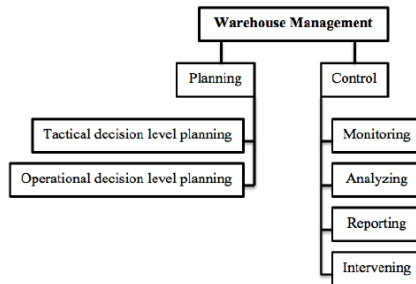 Warehouse Management
Planning
Control
Tactical decision level planning
Operational decision level planning
Monitoring
Analyzing
Reporting
Intervening